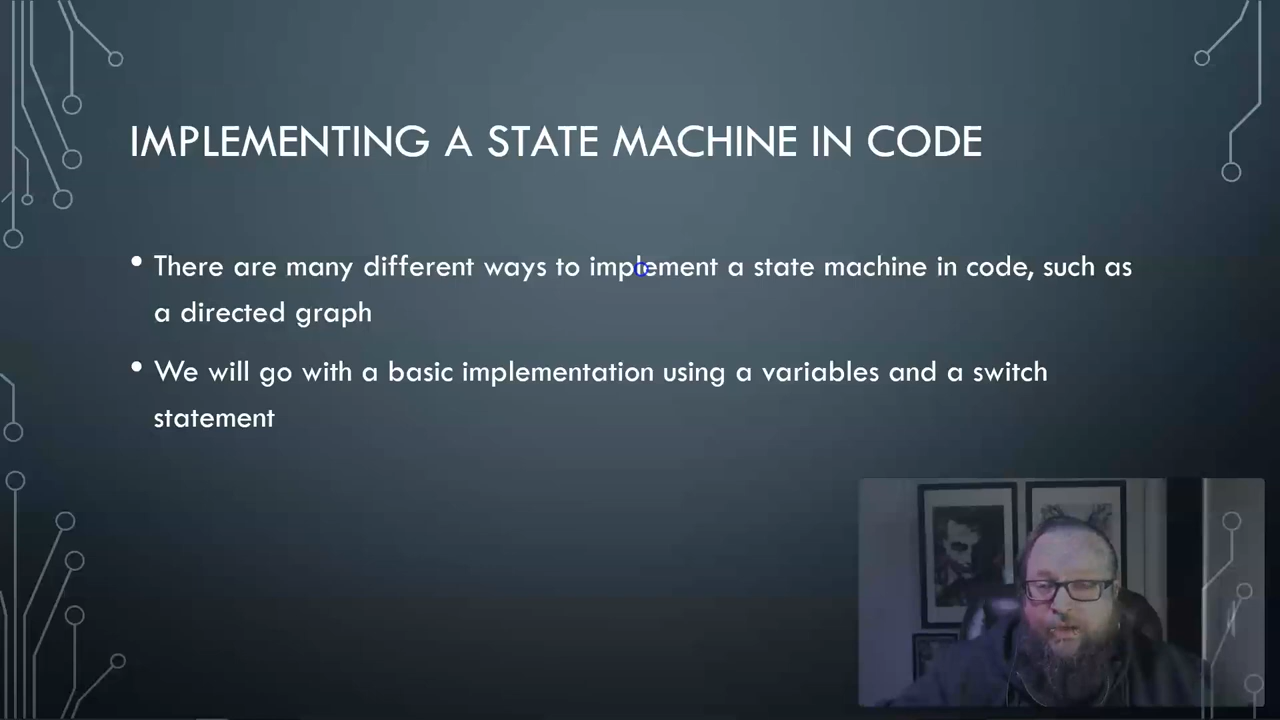 IMPLEMENTING A STATE MACHINE IN CODE
• There are many different ways to implement a state machine in code, such as
a directed graph
• We will go with a basic implementation using a variables and a switch
statement